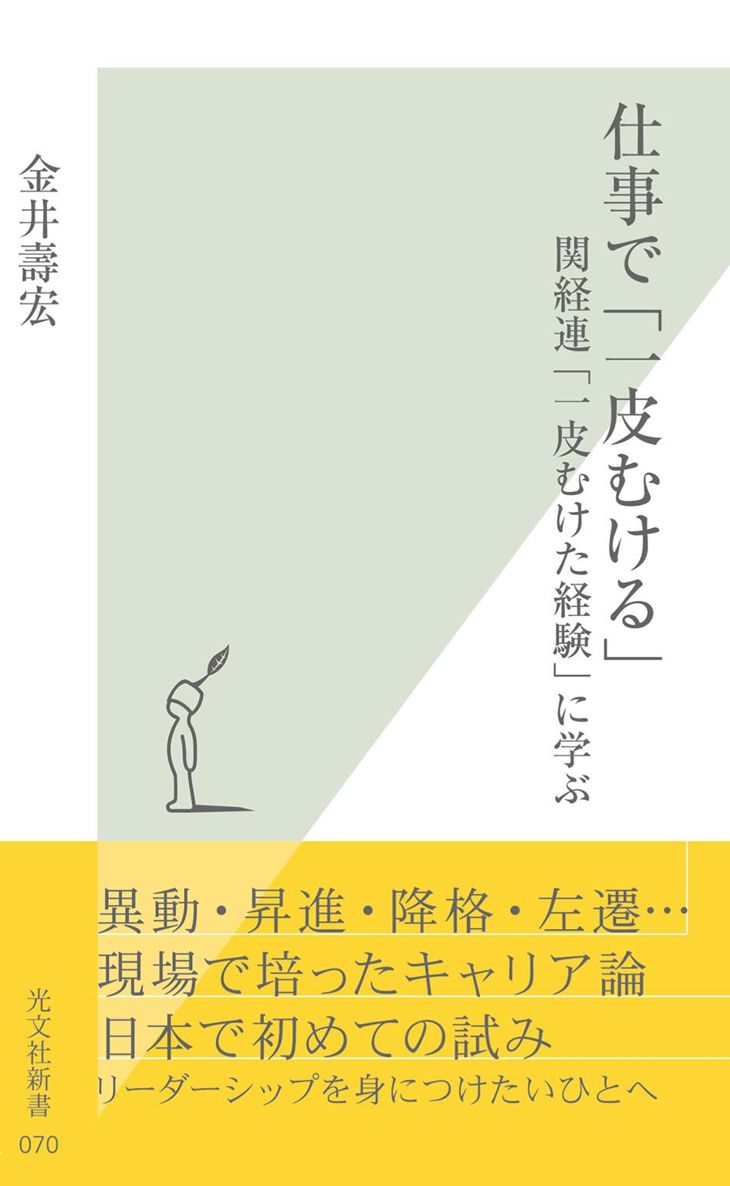 仕事で「一皮むける」
関経連「一皮むけた経験」に学ぶ
金井壽宏
異動・昇進・降格・左遷…
現場で培ったキャリア論
日本で初めての試み
リーダーシップを身につけたいひとへ
光文社新書
070